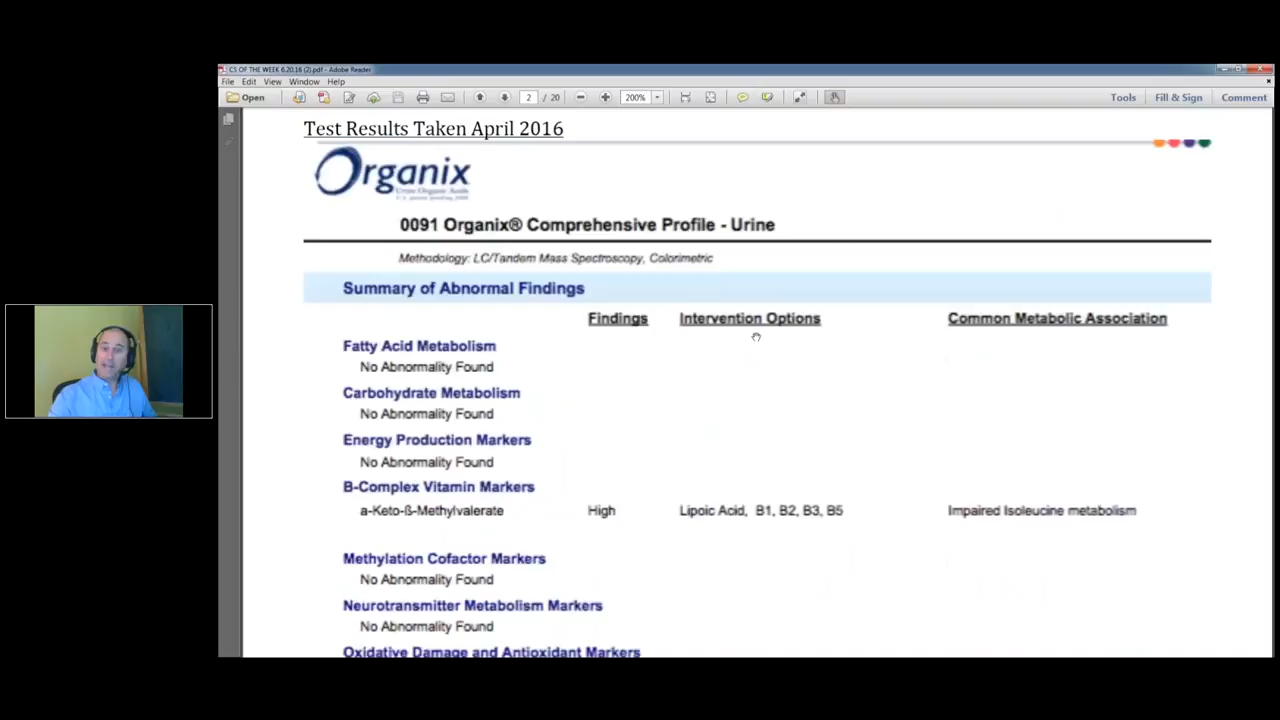 CS OF THE WEEK 6.20.16 (2).pdf - Adobe Reader
File Edit View Window Help
Open 2 / 20 200% Tools Fill & Sign Comment
Test Results Taken April 2016
Organix
Urine Organic Acids
0091 Organix® Comprehensive Profile - Urine
Methodology: LC/Tandem Mass Spectroscopy, Colorimetric
Summary of Abnormal Findings
Findings Intervention Options Common Metabolic Association
Fatty Acid Metabolism
No Abnormality Found
Carbohydrate Metabolism
No Abnormality Found
Energy Production Markers
No Abnormality Found
B-Complex Vitamin Markers
a-Keto-ß-Methylvalerate High Lipoic Acid, B1, B2, B3, B5 Impaired Isoleucine metabolism
Methylation Cofactor Markers
No Abnormality Found
Neurotransmitter Metabolism Markers
No Abnormality Found
Oxidative Damage and Antioxidant Markers